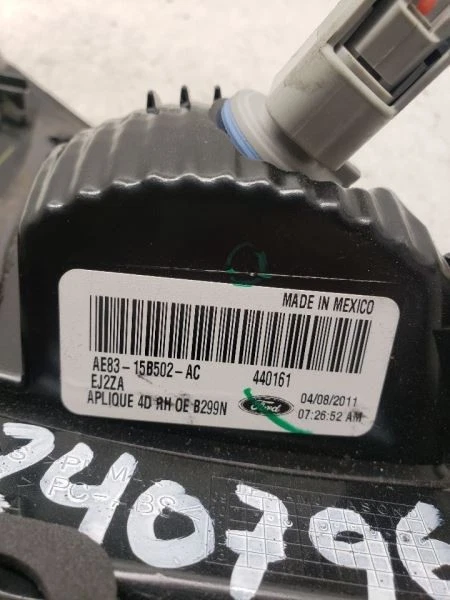 MADE IN MEXICO
AE83-15B502-AC 440161
EJ2ZA
04/08/2011
APLIQUE 4D RH OE B299N Ford 07:26:52 AM
240796